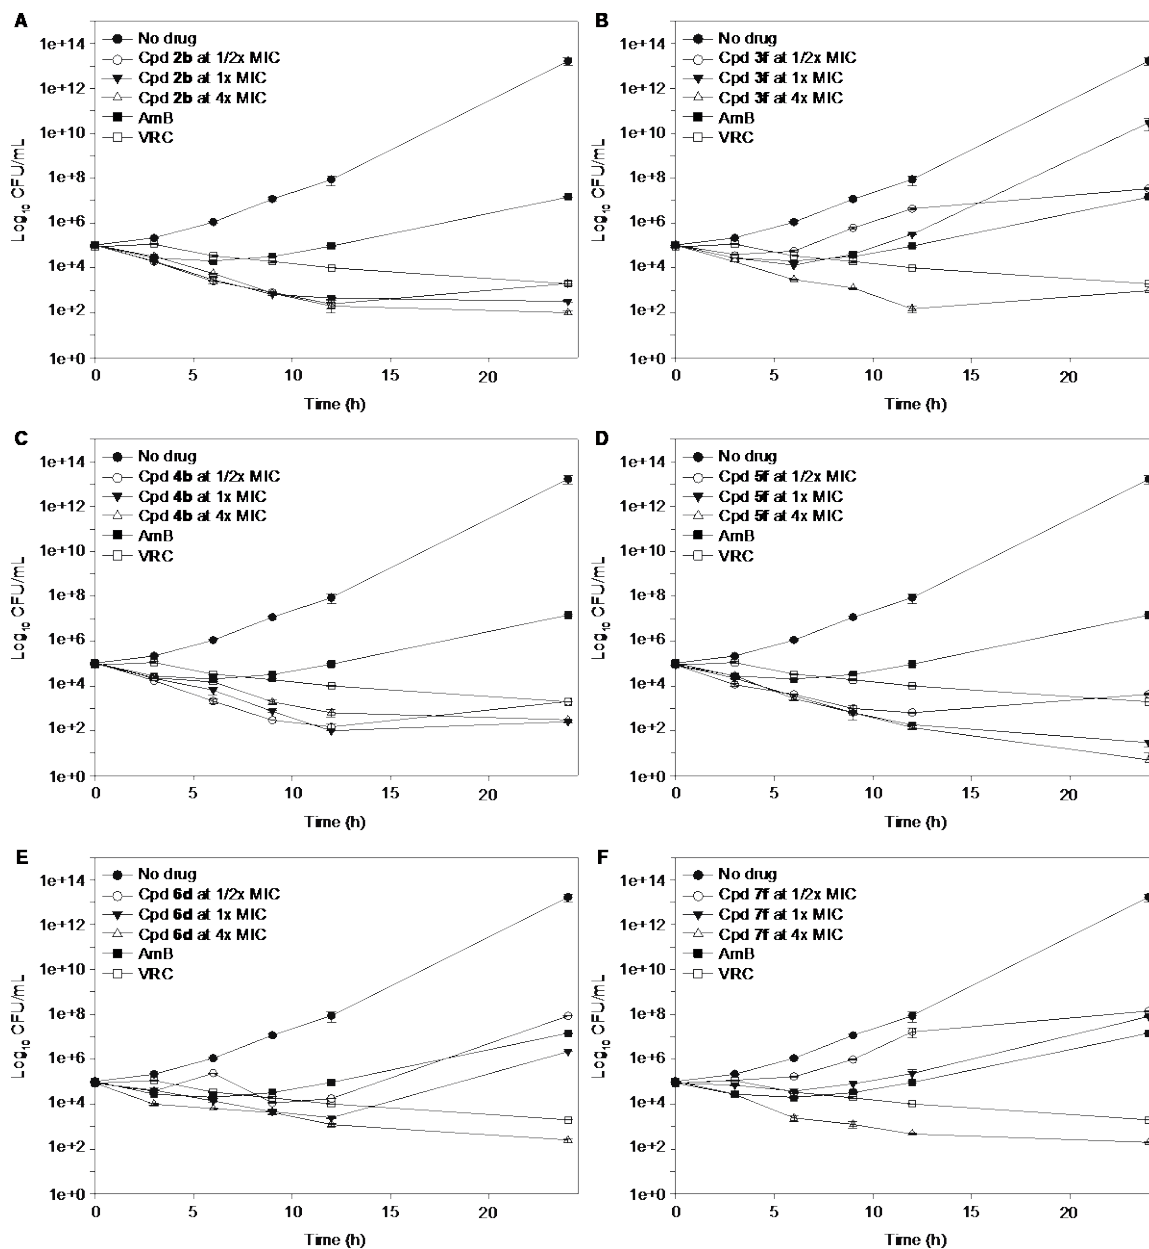 A
No drug
Cpd 2b at 1/2x MIC
Cpd 2b at 1x MIC
Cpd 2b at 4x MIC
AmB
VRC
1e+14
1e+12
1e+10
1e+8
1e+6
1e+4
1e+2
1e+0
Log10 CFU/mL
0 5 10 15 20
Time (h)
B
No drug
Cpd 3f at 1/2x MIC
Cpd 3f at 1x MIC
Cpd 3f at 4x MIC
AmB
VRC
1e+14
1e+12
1e+10
1e+8
1e+6
1e+4
1e+2
1e+0
Log10 CFU/mL
0 5 10 15 20
Time (h)
C
No drug
Cpd 4b at 1/2x MIC
Cpd 4b at 1x MIC
Cpd 4b at 4x MIC
AmB
VRC
1e+14
1e+12
1e+10
1e+8
1e+6
1e+4
1e+2
1e+0
Log10 CFU/mL
0 5 10 15 20
Time (h)
D
No drug
Cpd 5f at 1/2x MIC
Cpd 5f at 1x MIC
Cpd 5f at 4x MIC
AmB
VRC
1e+14
1e+12
1e+10
1e+8
1e+6
1e+4
1e+2
1e+0
Log10 CFU/mL
0 5 10 15 20
Time (h)
E
No drug
Cpd 6d at 1/2x MIC
Cpd 6d at 1x MIC
Cpd 6d at 4x MIC
AmB
VRC
1e+14
1e+12
1e+10
1e+8
1e+6
1e+4
1e+2
1e+0
Log10 CFU/mL
0 5 10 15 20
Time (h)
F
No drug
Cpd 7f at 1/2x MIC
Cpd 7f at 1x MIC
Cpd 7f at 4x MIC
AmB
VRC
1e+14
1e+12
1e+10
1e+8
1e+6
1e+4
1e+2
1e+0
Log10 CFU/mL
0 5 10 15 20
Time (h)